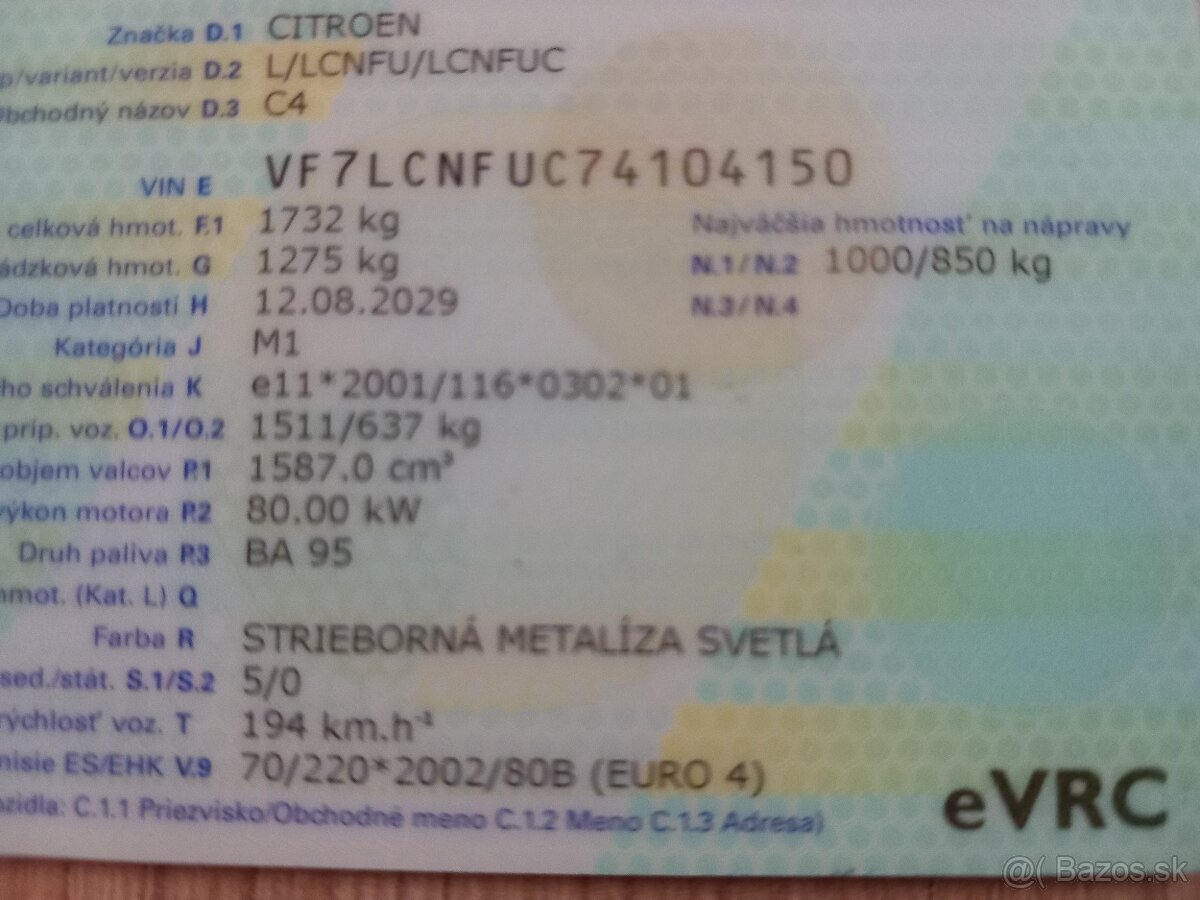 Značka D.1 CITROEN
p/variant/verzia D.2 L/LCNFU/LCNFUC
Obchodný názov D.3 C4
VIN E VF7LCNFUC74104150
celková hmot. F.1 1732 kg Najväčšia hmotnosť na nápravy
ádzková hmot. G 1275 kg N.1/N.2 1000/850 kg
Doba platnosti H 12.08.2029 N.3/N.4
Kategória J M1
ho schválenia K e11*2001/116*0302*01
príp. voz. O.1/O.2 1511/637 kg
objem valcov P.1 1587.0 cm³
výkon motora P.2 80.00 kW
Druh paliva P.3 BA 95
hmot. (Kat. L) Q
Farba R STRIEBORNÁ METALÍZA SVETLÁ
sed./stát. S.1/S.2 5/0
rýchlosť voz. T 194 km.h⁻¹
misie ES/EHK V.9 70/220*2002/80B (EURO 4)
ozidla: C.1.1 Priezvisko/Obchodné meno C.1.2 Meno C.1.3 Adresa)
eVRC
@( Bazos.sk